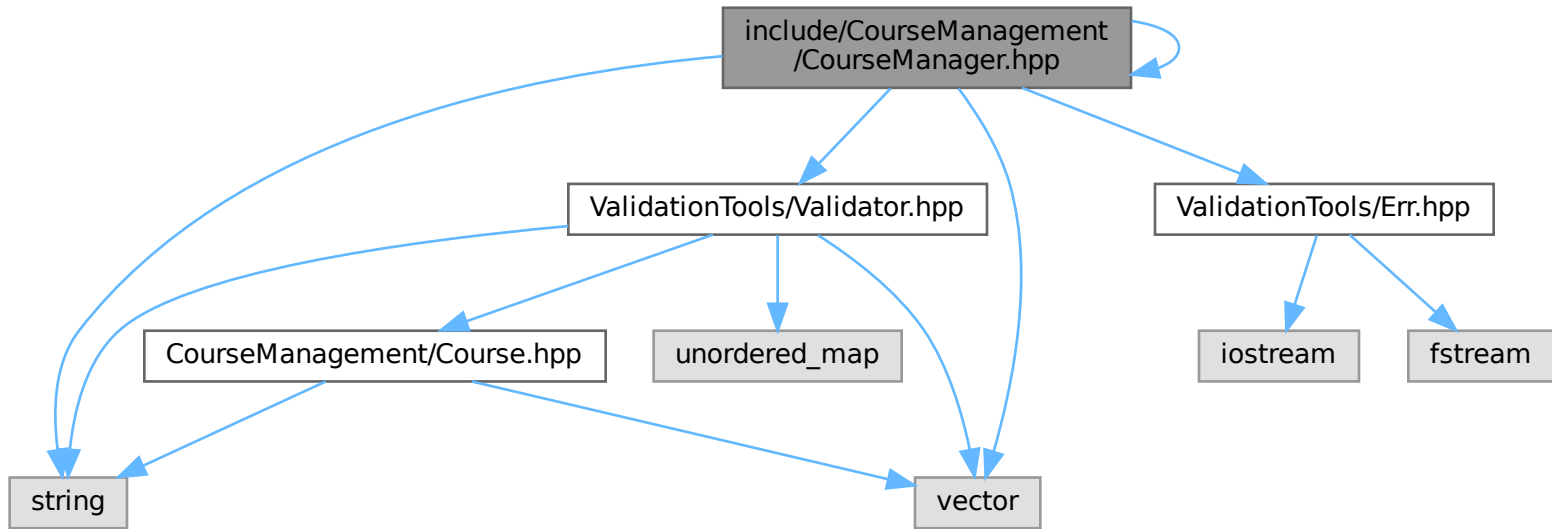 include/CourseManagement
/CourseManager.hpp
ValidationTools/Validator.hpp
ValidationTools/Err.hpp
CourseManagement/Course.hpp
unordered_map
iostream
fstream
string
vector